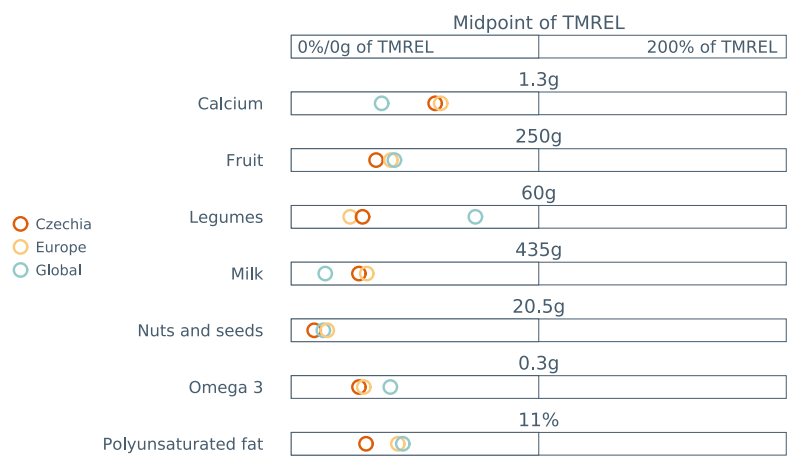 Midpoint of TMREL
0%/0g of TMREL 200% of TMREL
1.3g
Calcium
250g
Fruit
60g
Legumes
435g
Milk
20.5g
Nuts and seeds
0.3g
Omega 3
11%
Polyunsaturated fat
Czechia
Europe
Global